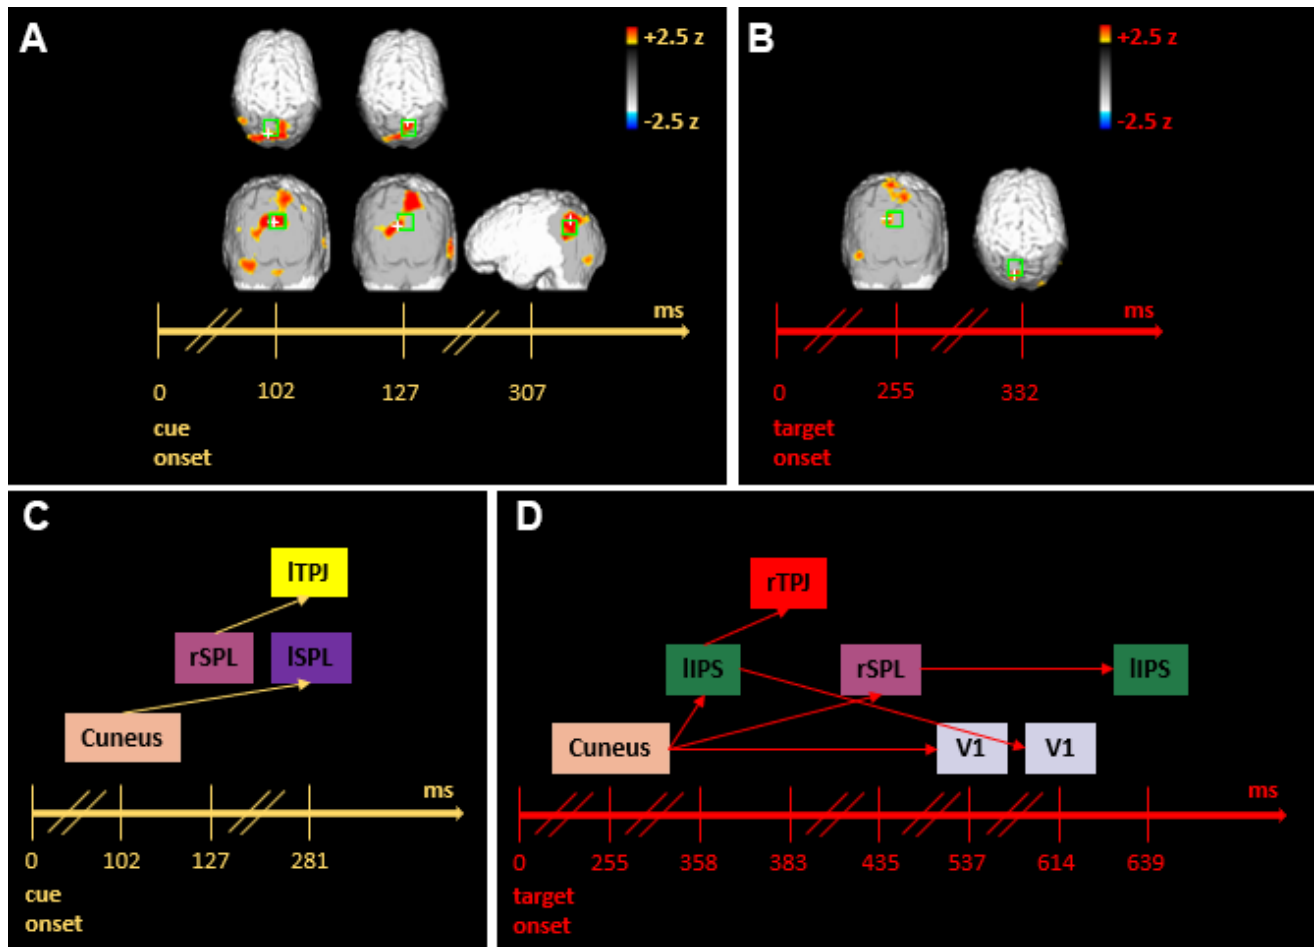 A
+2.5 z
-2.5 z
ms
0
102
127
307
cue
onset
B
+2.5 z
-2.5 z
ms
0
255
332
target
onset
C
lTPJ
rSPL
lSPL
Cuneus
ms
0
102
127
281
cue
onset
D
rTPJ
lIPS
rSPL
lIPS
Cuneus
V1
V1
ms
0
255
358
383
435
537
614
639
target
onset